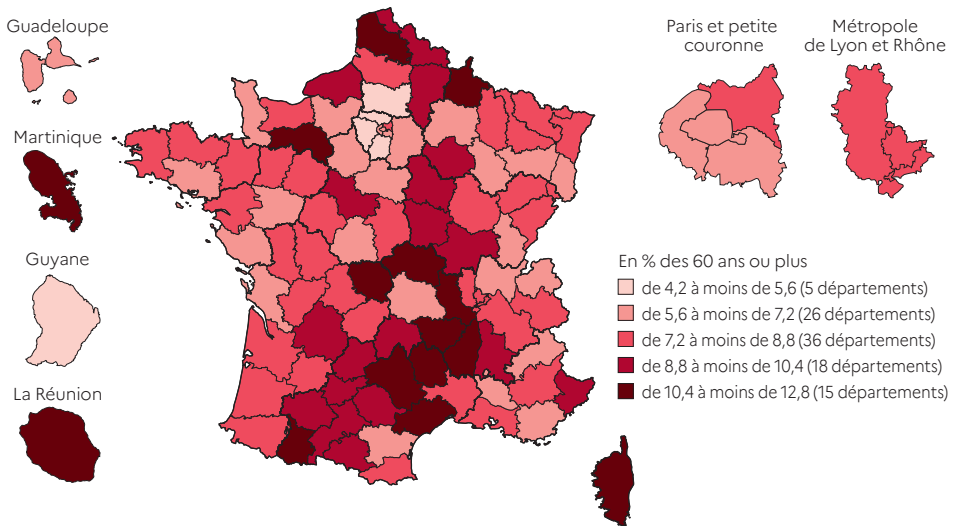 Guadeloupe
Martinique
Guyane
La Réunion
Paris et petite
couronne
Métropole
de Lyon et Rhône
En % des 60 ans ou plus
de 4,2 à moins de 5,6 (5 départements)
de 5,6 à moins de 7,2 (26 départements)
de 7,2 à moins de 8,8 (36 départements)
de 8,8 à moins de 10,4 (18 départements)
de 10,4 à moins de 12,8 (15 départements)